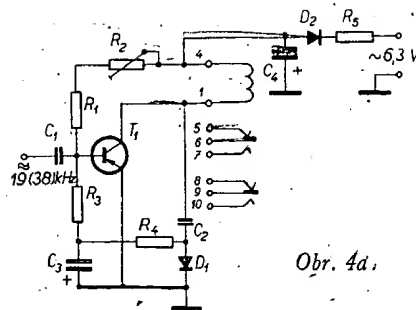 D₂
R₅
R₂
4
C₄
+
~6,3 V
R₁
1
C₁
T₁
5
6
7
19(38)kHz
R₃
8
9
10
R₄
C₂
C₃
+
D₁
Obr. 4d.